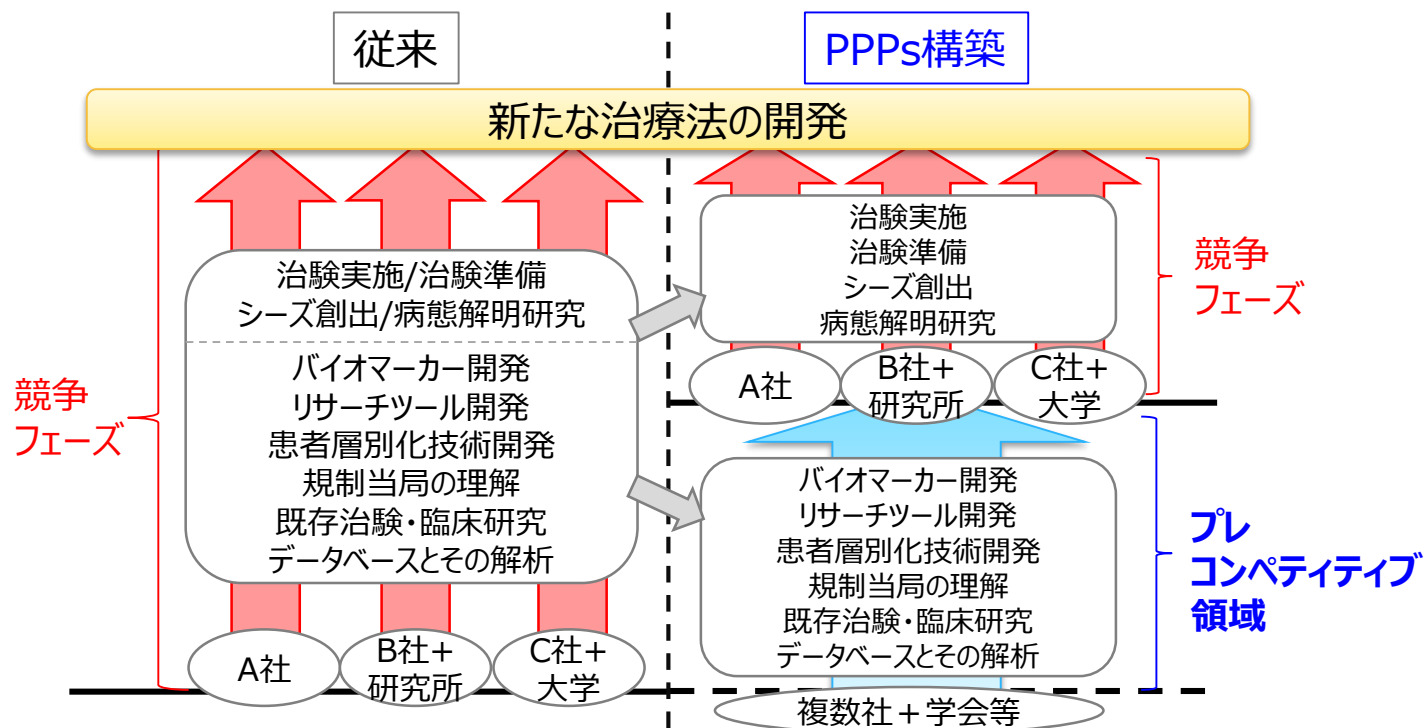 従来
PPPs構築
新たな治療法の開発
治験実施/治験準備
シーズ創出/病態解明研究
バイオマーカー開発
リサーチツール開発
患者層別化技術開発
規制当局の理解
既存治験・臨床研究
データベースとその解析
競争
フェーズ
A社
B社+
研究所
C社+
大学
治験実施
治験準備
シーズ創出
病態解明研究
競争
フェーズ
A社
B社+
研究所
C社+
大学
バイオマーカー開発
リサーチツール開発
患者層別化技術開発
規制当局の理解
既存治験・臨床研究
データベースとその解析
プレ
コンペティティブ
領域
複数社+学会等